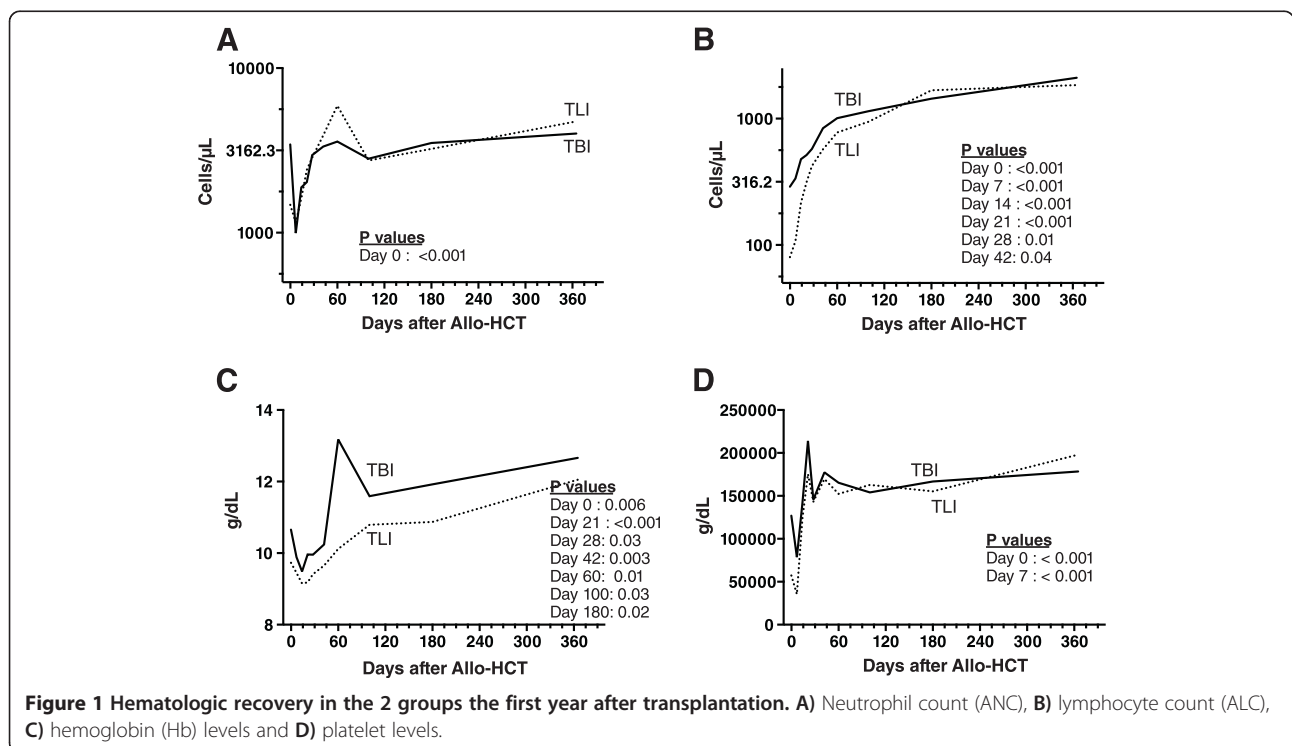 A
10000
3162.3
1000
Cells/µL
TLI
TBI
P values
Day 0 : <0.001
0 60 120 180 240 300 360
Days after Allo-HCT
B
1000
316.2
100
Cells/µL
TBI
TLI
P values
Day 0 : <0.001
Day 7 : <0.001
Day 14 : <0.001
Day 21 : <0.001
Day 28 : 0.01
Day 42: 0.04
0 60 120 180 240 300 360
Days after Allo-HCT
C
14
12
10
8
g/dL
TBI
TLI
P values
Day 0 : 0.006
Day 21 : <0.001
Day 28: 0.03
Day 42: 0.003
Day 60: 0.01
Day 100: 0.03
Day 180: 0.02
0 60 120 180 240 300 360
Days after Allo-HCT
D
250000
200000
150000
100000
50000
0
g/dL
TBI
TLI
P values
Day 0 : < 0.001
Day 7 : < 0.001
0 60 120 180 240 300 360
Days after Allo-HCT
Figure 1 Hematologic recovery in the 2 groups the first year after transplantation. A) Neutrophil count (ANC), B) lymphocyte count (ALC),
C) hemoglobin (Hb) levels and D) platelet levels.